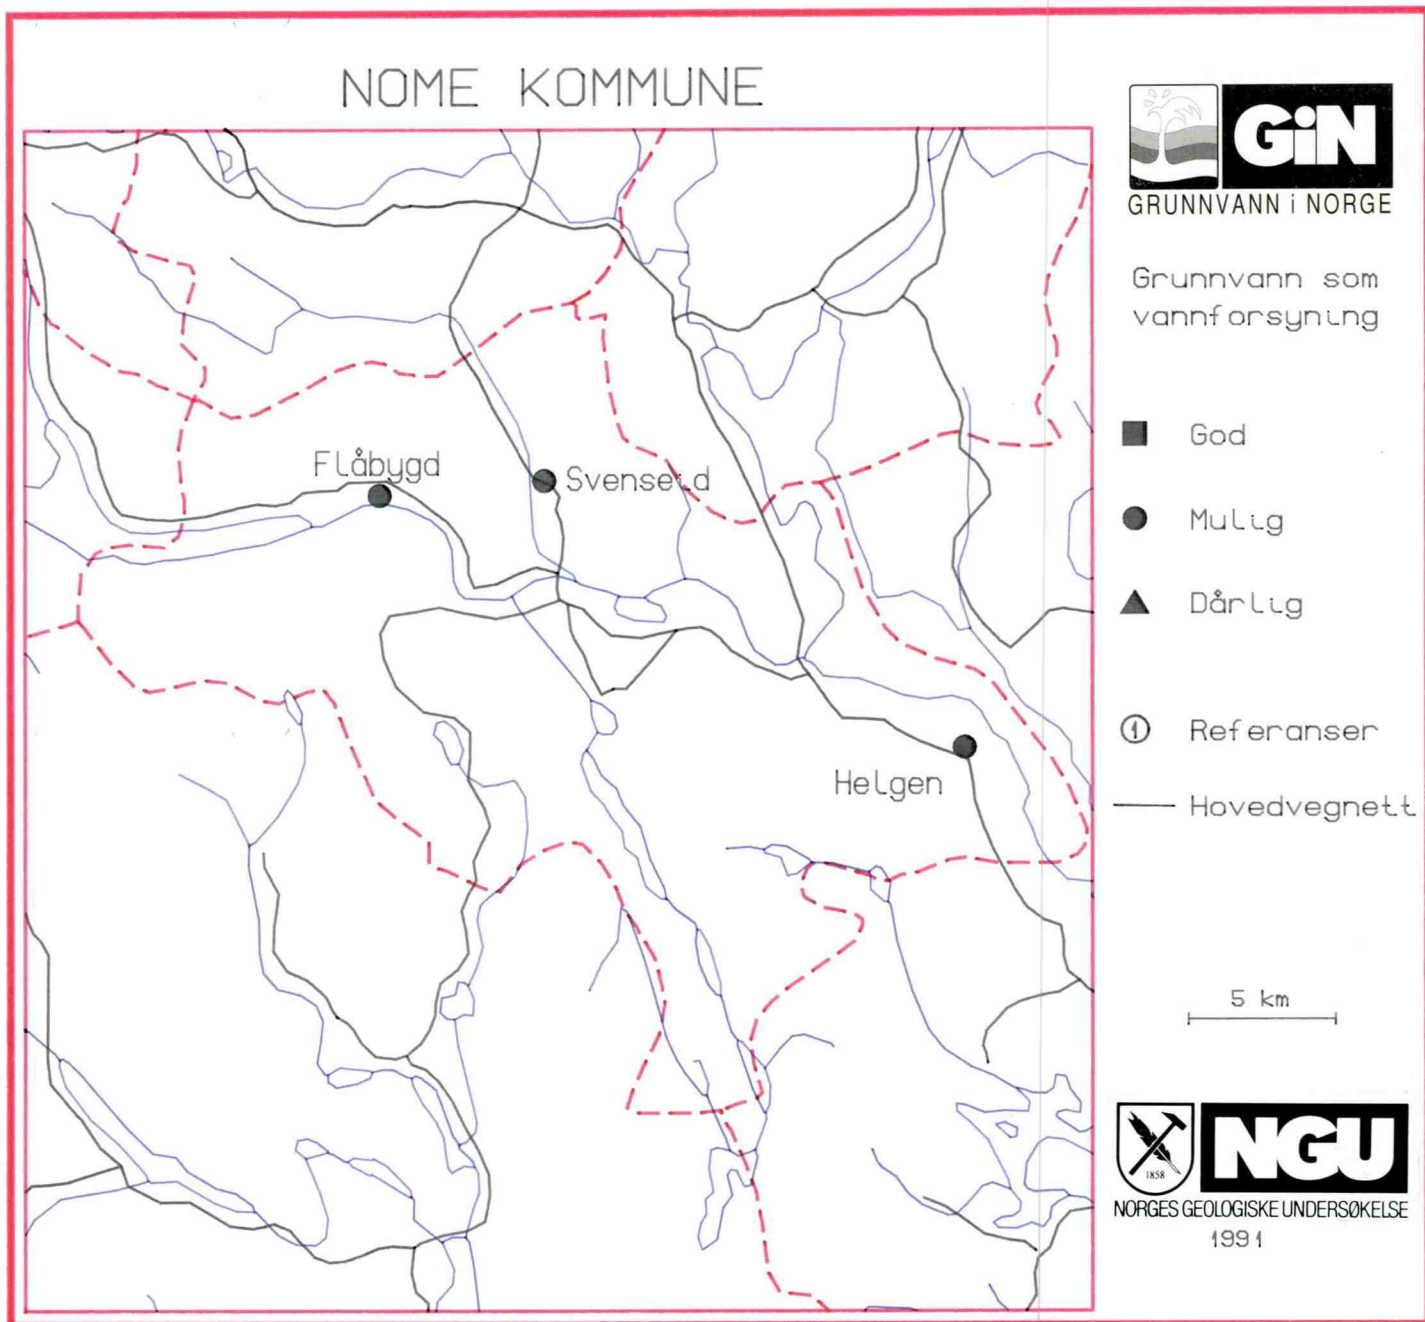 NOME KOMMUNE
GiN
GRUNNVANN i NORGE
Grunnvann som
vannforsyning
Flåbygd
Svenseid
Helgen
God
Mulig
Dårlig
1 Referanser
Hovedvegnett
5 km
1858
NGU
NORGES GEOLOGISKE UNDERSØKELSE
1991